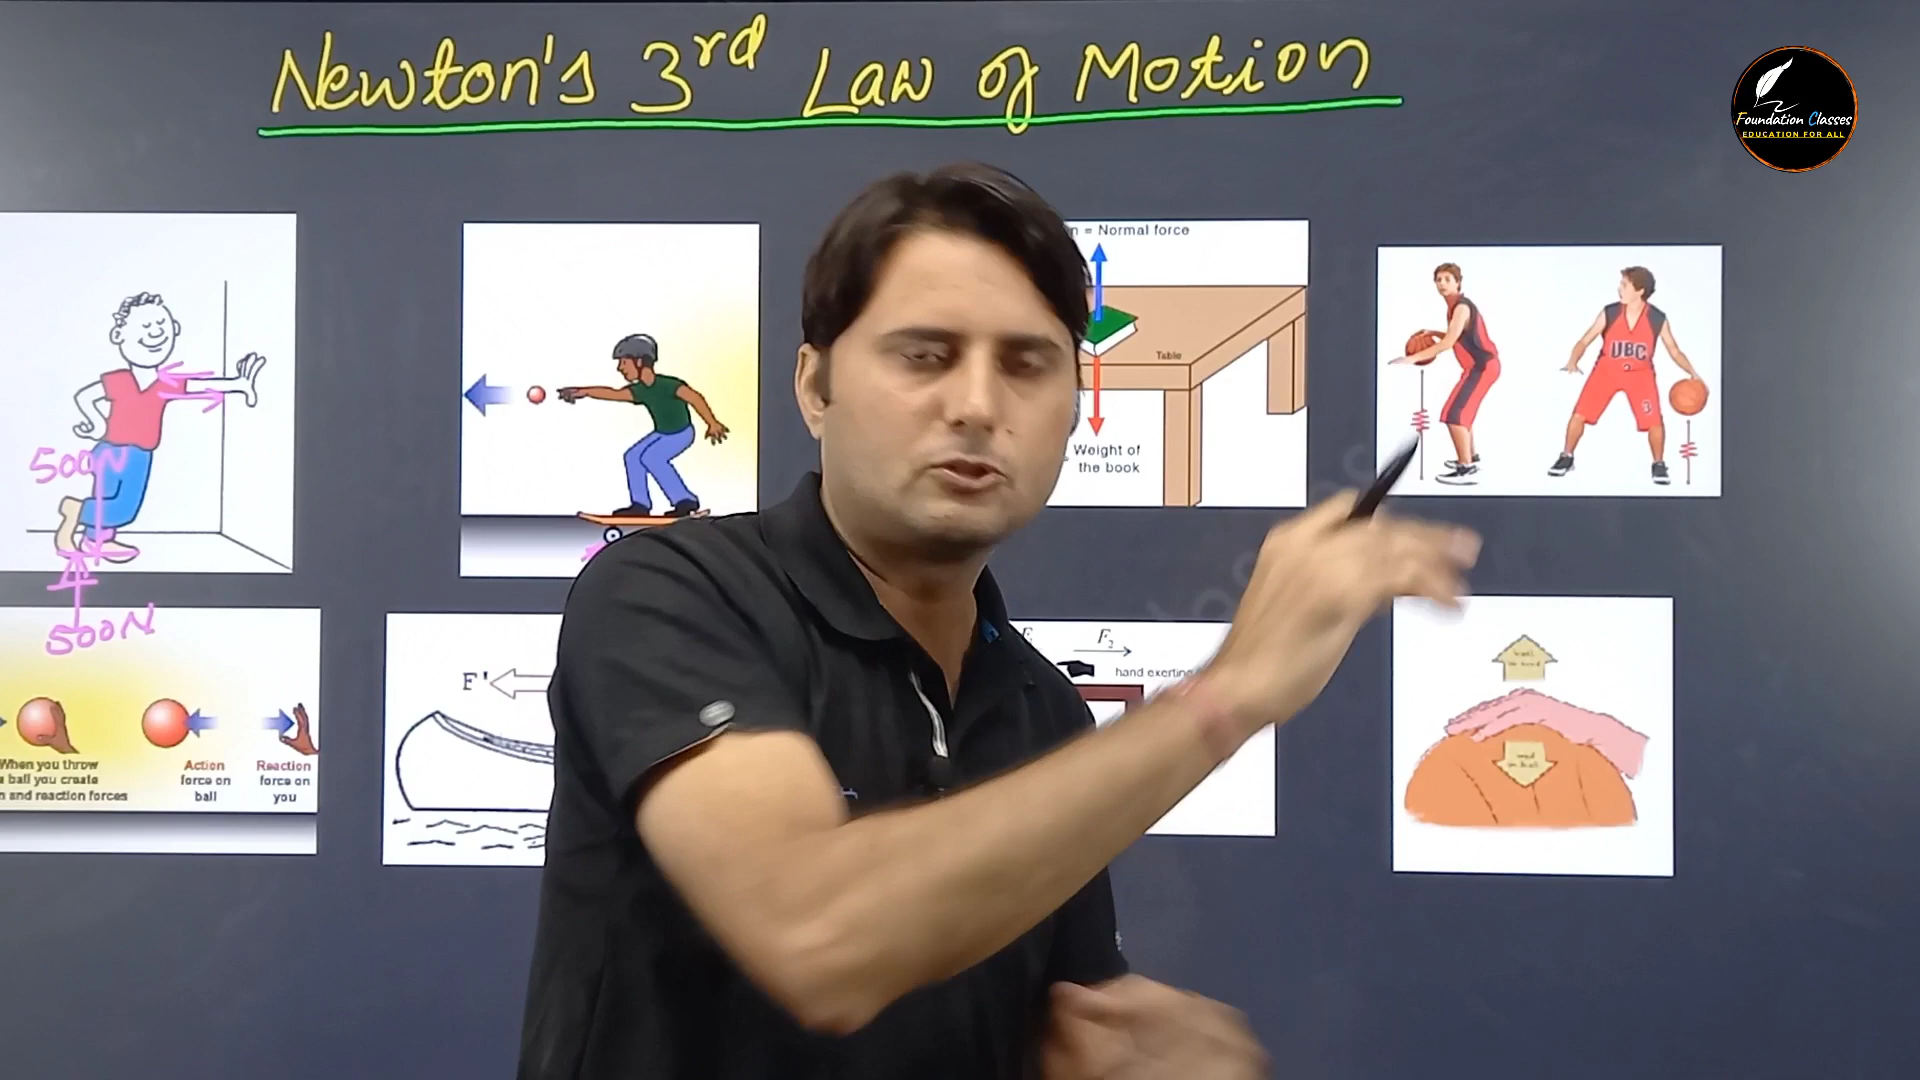 Newton's 3rd Law of Motion
Foundation Classes
EDUCATION FOR ALL
= Normal force
Table
Weight of
the book
UBC
3
500N
500N
When you throw
ball you create
and reaction forces
Action
force on
ball
Reaction
force on
you
F'
F₂
hand exerting